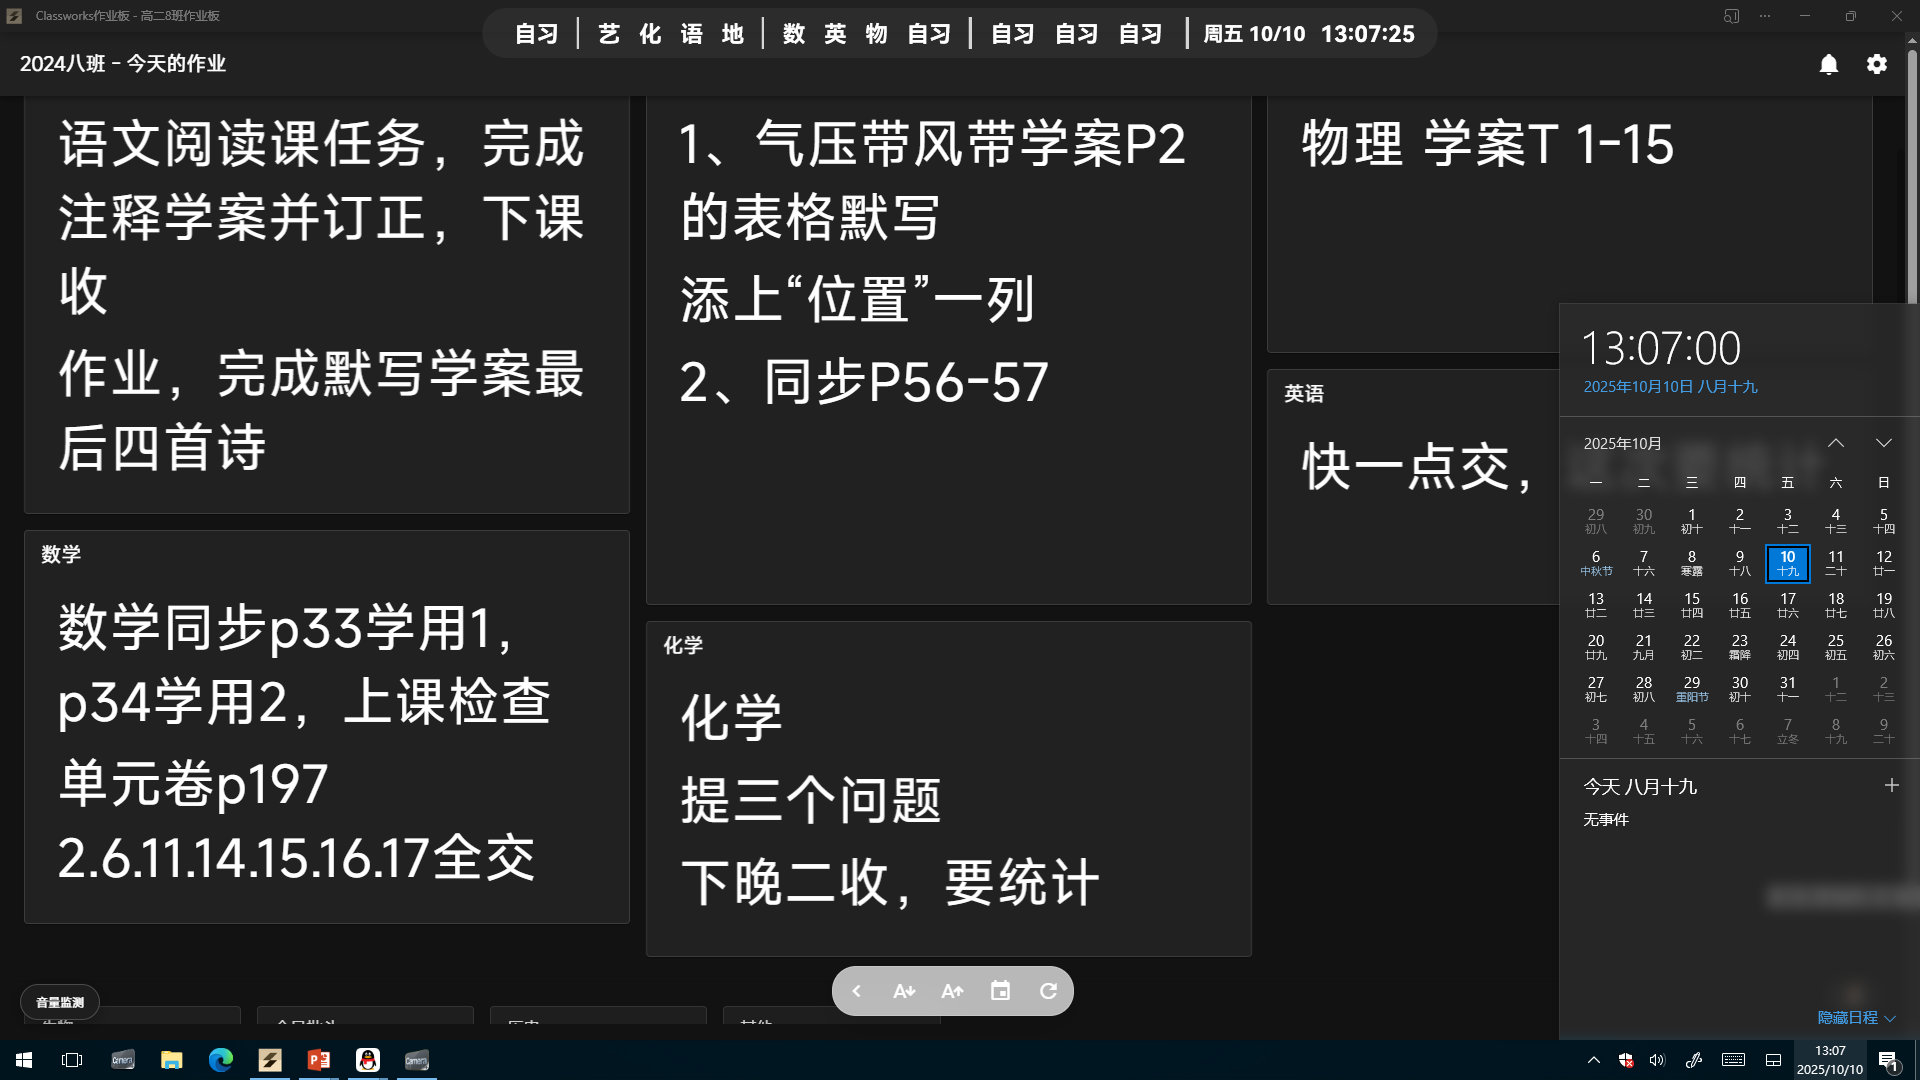 Classworks作业板 - 高二8班作业板
自习 | 艺 化 语 地 | 数 英 物 自习 | 自习 自习 自习 | 周五 10/10 13:07:25
2024八班 - 今天的作业
语文阅读课任务，完成
注释学案并订正，下课
收
作业，完成默写学案最
后四首诗
数学
数学同步p33学用1，
p34学用2，上课检查
单元卷p197
2.6.11.14.15.16.17全交
1、气压带风带学案P2
的表格默写
添上“位置”一列
2、同步P56-57
化学
化学
提三个问题
下晚二收，要统计
物理 学案T 1-15
英语
快一点交，
13:07:00
2025年10月10日 八月十九
2025年10月
一 二 三 四 五 六 日
29 30 1 2 3 4 5
初八 初九 初十 十一 十二 十三 十四
6 7 8 9 10 11 12
中秋节 十六 寒露 十八 十九 二十 廿一
13 14 15 16 17 18 19
廿二 廿三 廿四 廿五 廿六 廿七 廿八
20 21 22 23 24 25 26
廿九 九月 初二 霜降 初四 初五 初六
27 28 29 30 31 1 2
初七 初八 重阳节 初十 十一 十二 十三
3 4 5 6 7 8 9
十四 十五 十六 十七 立冬 十九 二十
今天 八月十九
无事件
隐藏日程
音量监测
13:07
2025/10/10
1